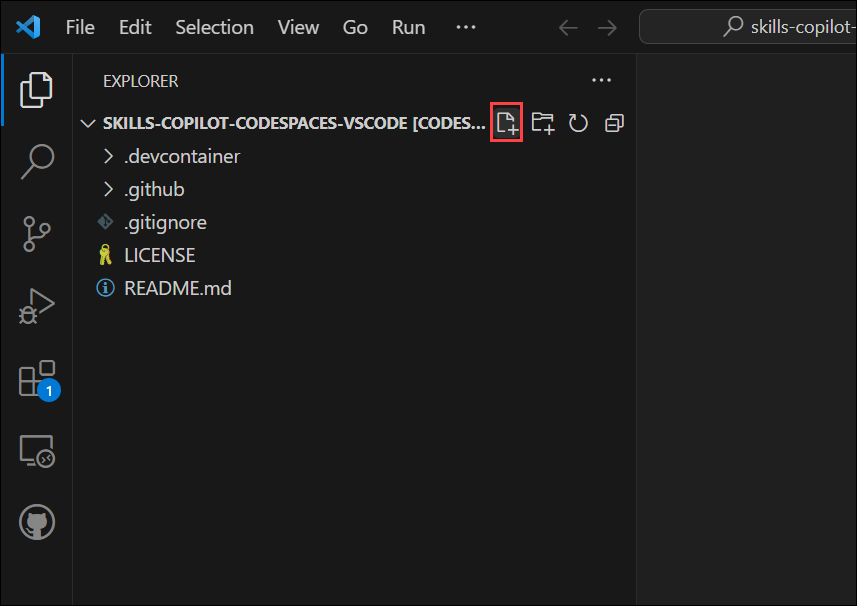 File Edit Selection View Go Run ··· skills-copilot-
EXPLORER ···
SKILLS-COPILOT-CODESPACES-VSCODE [CODES...
.devcontainer
.github
.gitignore
LICENSE
README.md
1